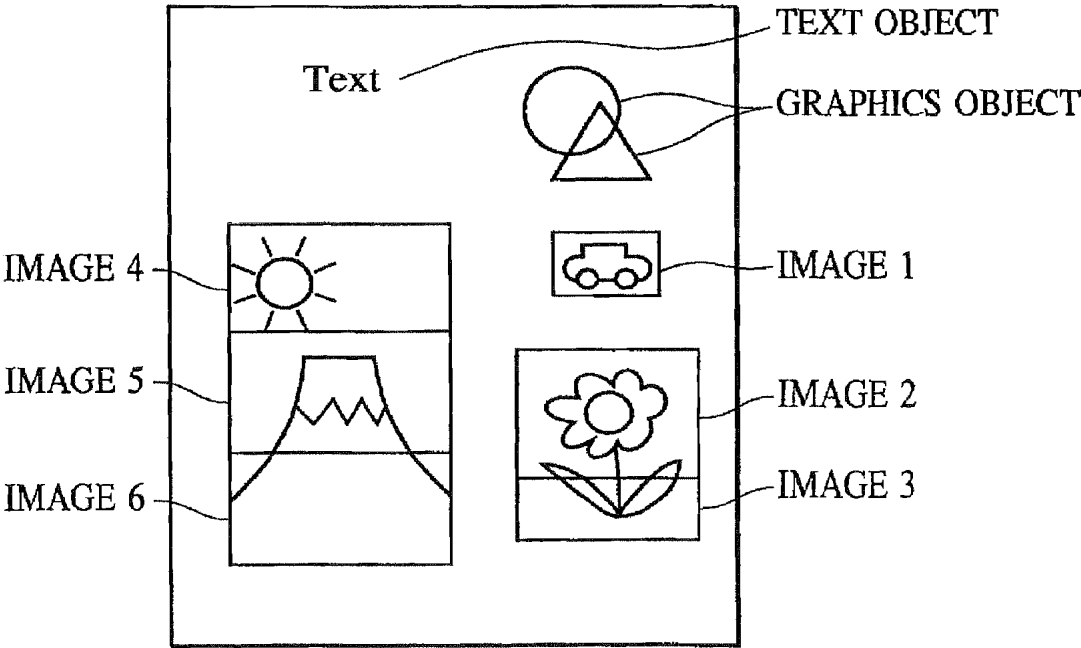 TEXT OBJECT
Text
GRAPHICS OBJECT
IMAGE 4
IMAGE 1
IMAGE 5
IMAGE 2
IMAGE 6
IMAGE 3